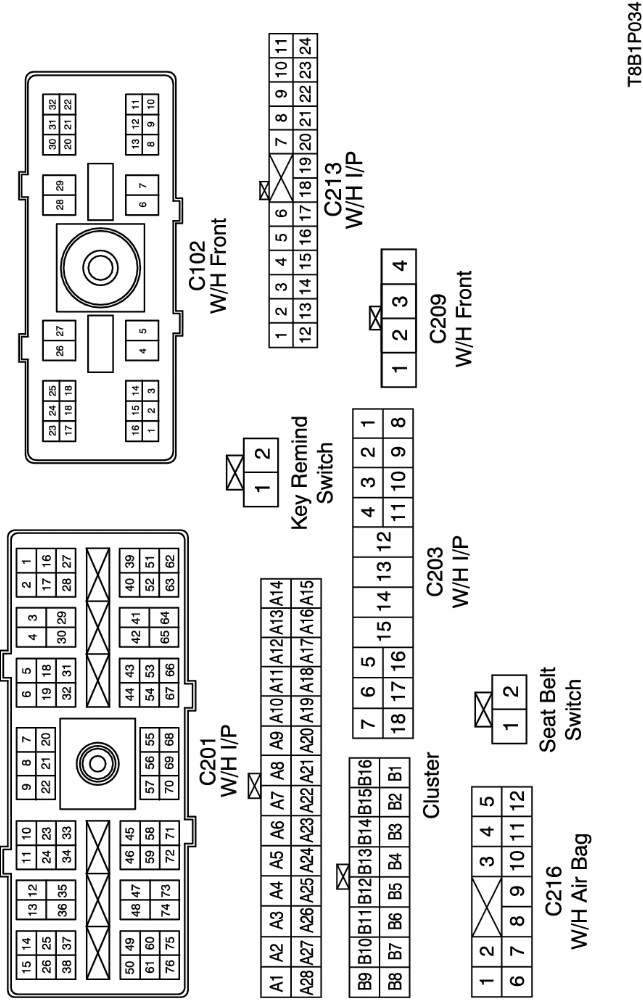 15 14 13 12 11 10 9 8 7 6 5 4 3 2 1
26 25 24 23 22 21 20 19 18 17 16
38 37 36 35 34 33 32 31 30 29 28 27
50 49 48 47 46 45 44 43 42 41 40 39
61 60 59 58 57 56 55 54 53 52 51
76 75 74 73 72 71 70 69 68 67 66 65 64 63 62
C201
W/H I/P
23 24 25 26 27 28 29 30 31 32
17 18 18 20 21 22
16 15 14 4 5 6 7 13 12 11
1 2 3 8 9 10
C102
W/H Front
A1 A2 A3 A4 A5 A6 A7 A8 A9 A10 A11 A12 A13 A14
A28 A27 A26 A25 A24 A23 A22 A21 A20 A19 A18 A17 A16 A15
B9 B10 B11 B12 B13 B14 B15 B16
B8 B7 B6 B5 B4 B3 B2 B1
Cluster
1 2
Key Remind
Switch
1 2 3 4 5 6 7 8 9 10 11
12 13 14 15 16 17 18 19 20 21 22 23 24
C213
W/H I/P
7 6 5 15 14 13 12 4 3 2 1
18 17 16 11 10 9 8
C203
W/H I/P
1 2 3 4
C209
W/H Front
1 2 3 4 5
6 7 8 9 10 11 12
C216
W/H Air Bag
1 2
Seat Belt
Switch
T8B1P034